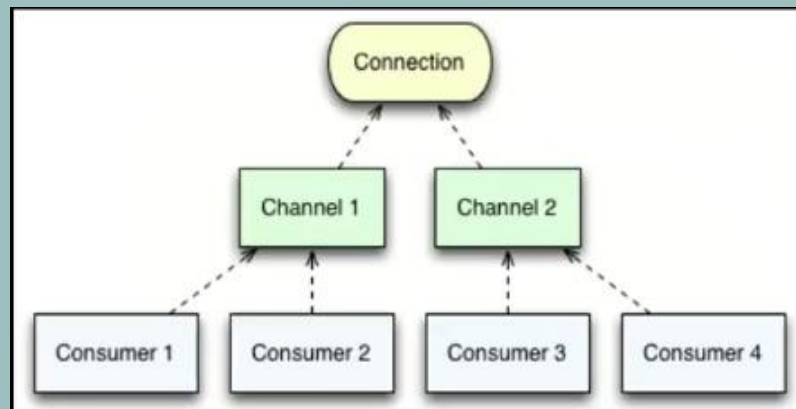 Connection
Channel 1
Channel 2
Consumer 1
Consumer 2
Consumer 3
Consumer 4